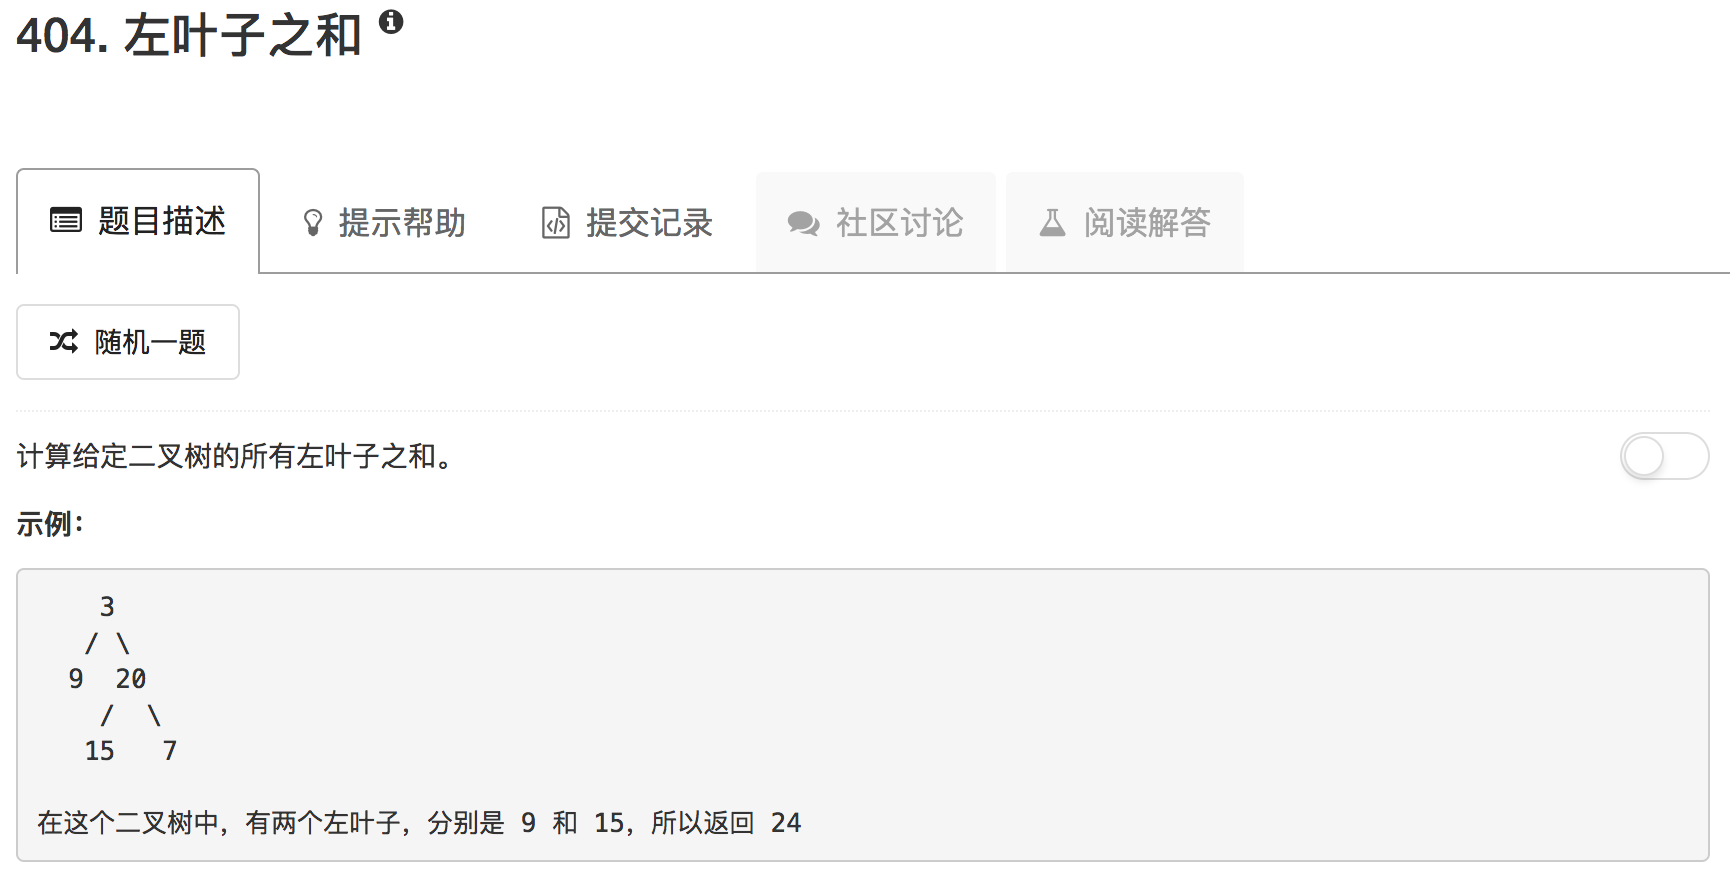 404. 左叶子之和
题目描述 提示帮助 提交记录 社区讨论 阅读解答
随机一题
计算给定二叉树的所有左叶子之和。
示例：
    3
   / \
  9  20
    /  \
   15   7
在这个二叉树中，有两个左叶子，分别是 9 和 15，所以返回 24